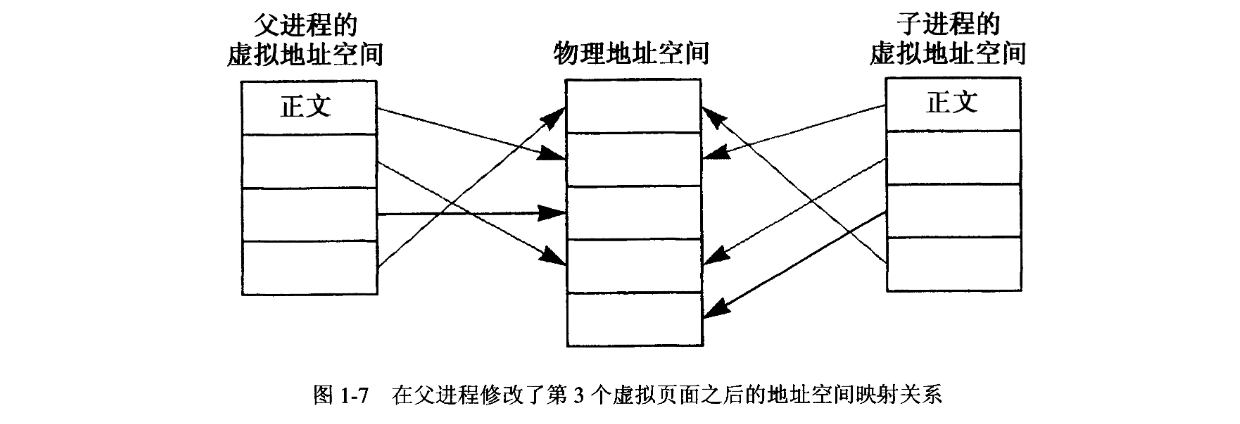 父进程的
虚拟地址空间
物理地址空间
子进程的
虚拟地址空间
正文
正文
图 1-7 在父进程修改了第 3 个虚拟页面之后的地址空间映射关系